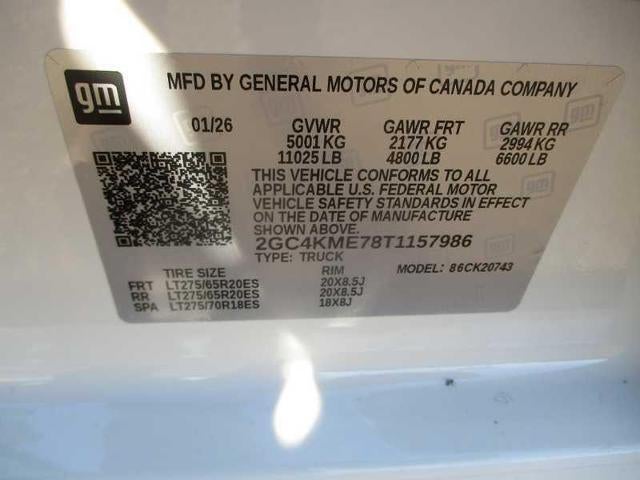 gm
MFD BY GENERAL MOTORS OF CANADA COMPANY
01/26 GVWR GAWR FRT GAWR RR
5001 KG 2177 KG 2994 KG
11025 LB 4800 LB 6600 LB
THIS VEHICLE CONFORMS TO ALL
APPLICABLE U.S. FEDERAL MOTOR
VEHICLE SAFETY STANDARDS IN EFFECT
ON THE DATE OF MANUFACTURE
SHOWN ABOVE.
2GC4KME78T1157986
TYPE: TRUCK MODEL: 86CK20743
TIRE SIZE RIM
FRT LT275/65R20ES 20X8.5J
RR LT275/65R20ES 20X8.5J
SPA LT275/70R18ES 18X8J